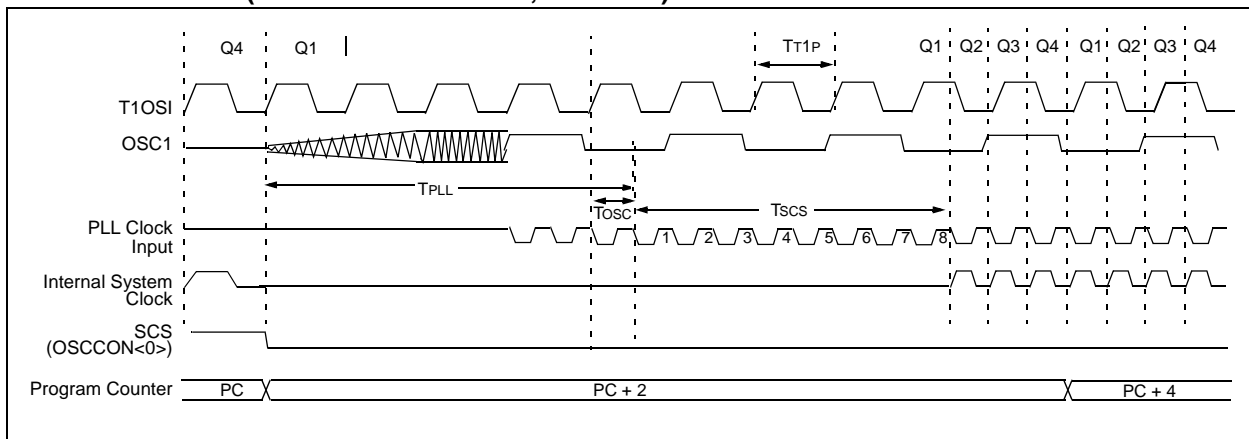 Q4 Q1 TT1P Q1 Q2 Q3 Q4 Q1 Q2 Q3 Q4
T1OSI
OSC1
TPLL
TOSC TSCS
PLL Clock
Input
1 2 3 4 5 6 7 8
Internal System
Clock
SCS
(OSCCON<0>)
Program Counter PC PC + 2 PC + 4